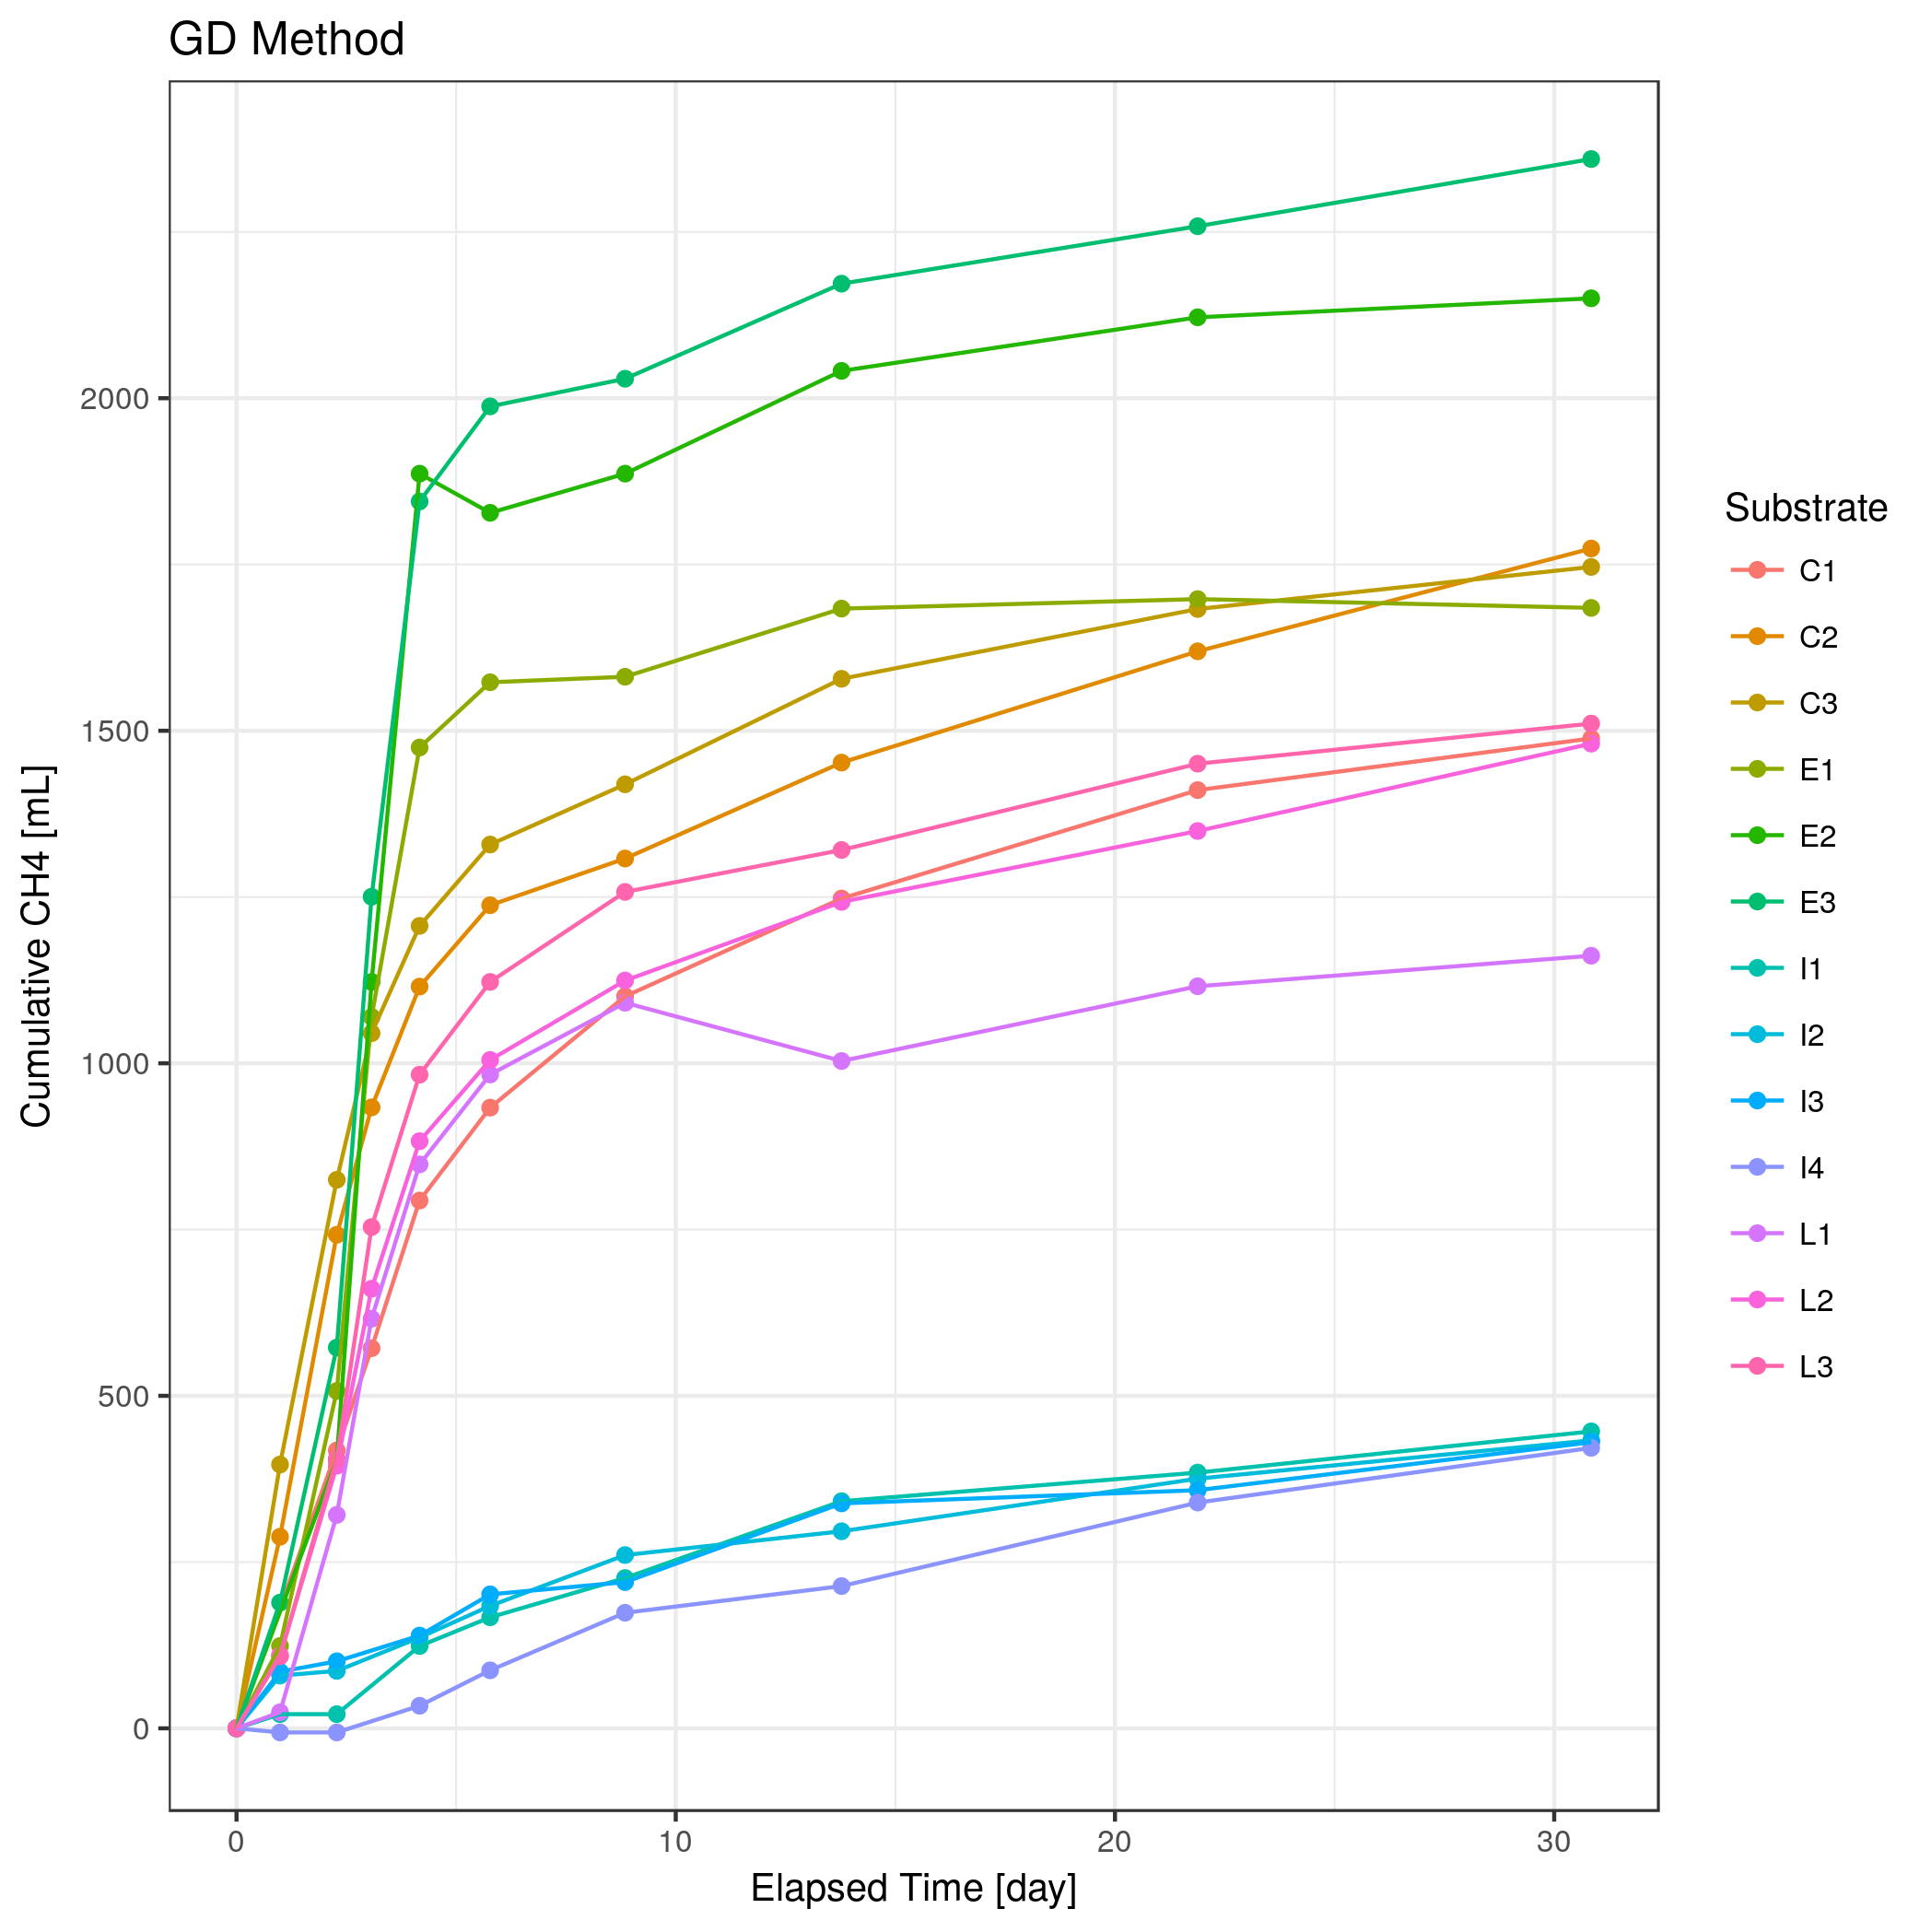 GD Method
Cumulative CH4 [mL]
2000
1500
1000
500
0
0 10 20 30
Elapsed Time [day]
Substrate
C1
C2
C3
E1
E2
E3
I1
I2
I3
I4
L1
L2
L3